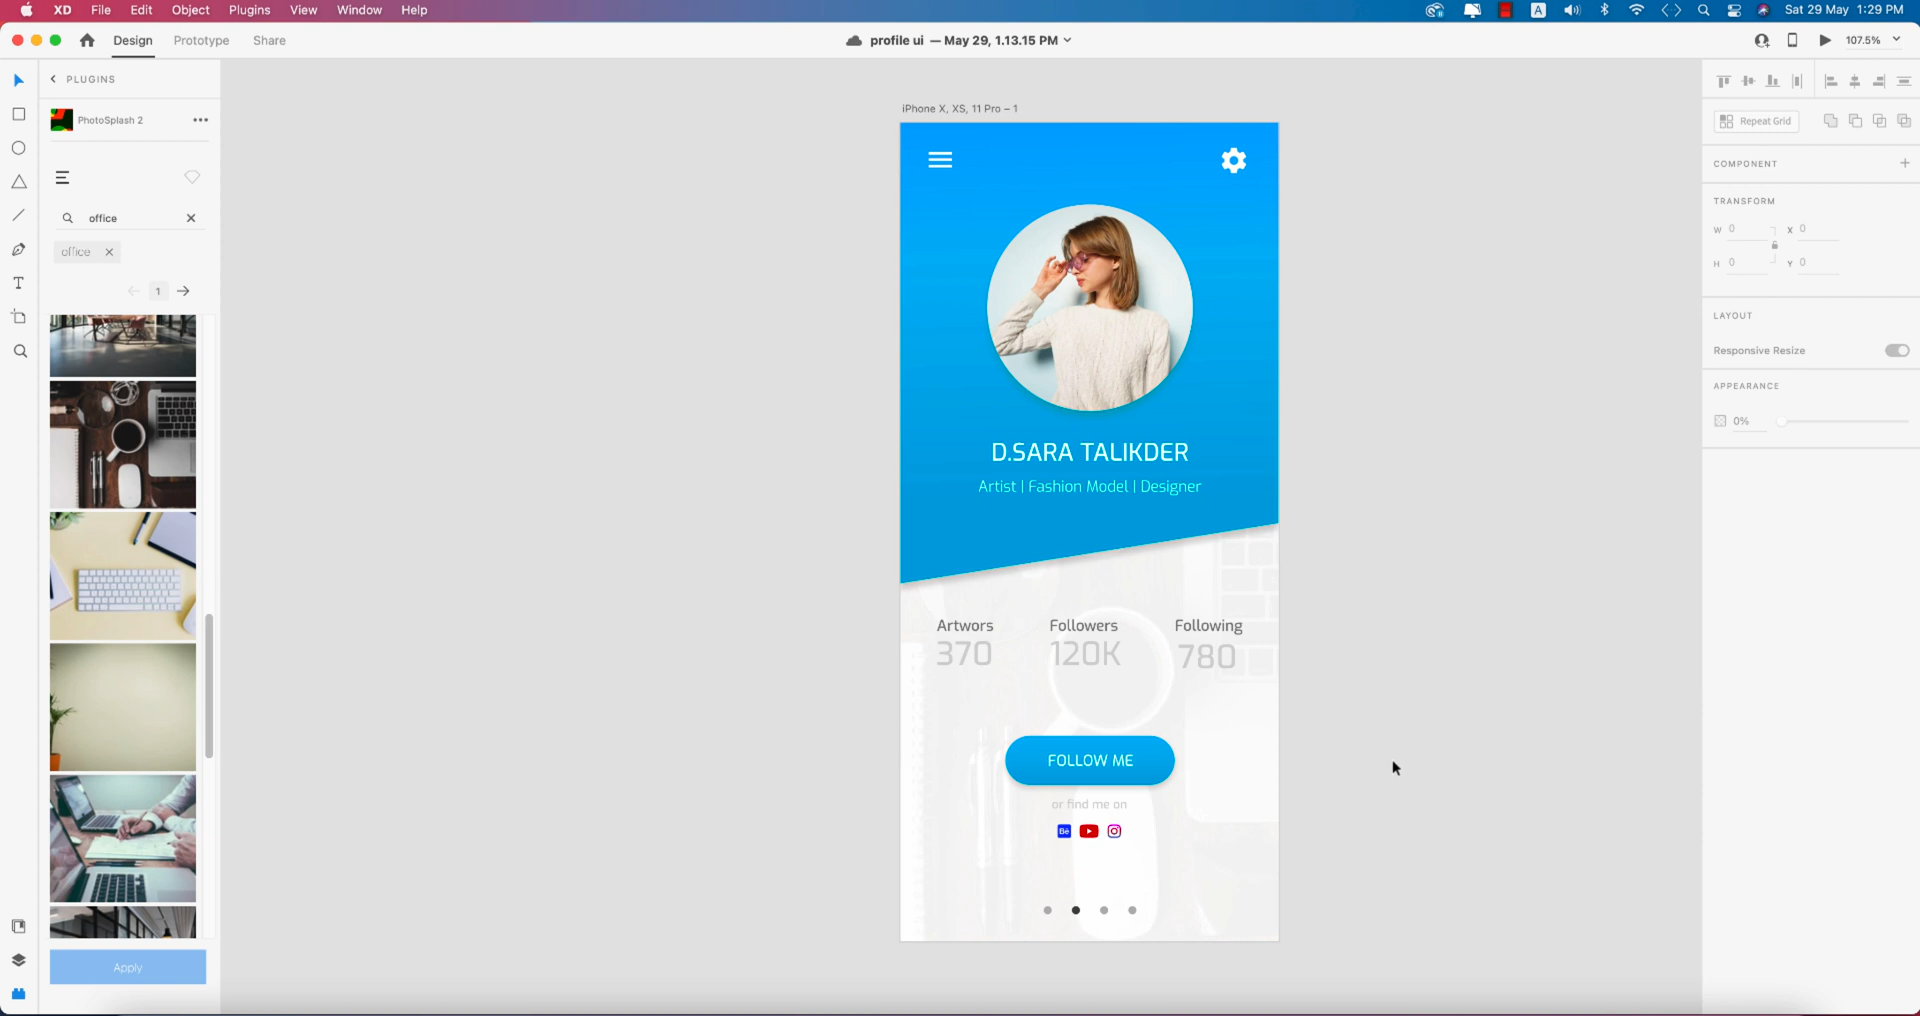 XD File Edit Object Plugins View Window Help
A
Sat 29 May 1:29 PM
Design Prototype Share
profile ui — May 29, 1.13.15 PM
107.5%
PLUGINS
PhotoSplash 2
office
office
1
Apply
iPhone X, XS, 11 Pro – 1
D.SARA TALIKDER
Artist | Fashion Model | Designer
Artwors Followers Following
370 120K 780
FOLLOW ME
or find me on
Bē
Repeat Grid
COMPONENT
TRANSFORM
W 0 X 0
H 0 Y 0
LAYOUT
Responsive Resize
APPEARANCE
0%